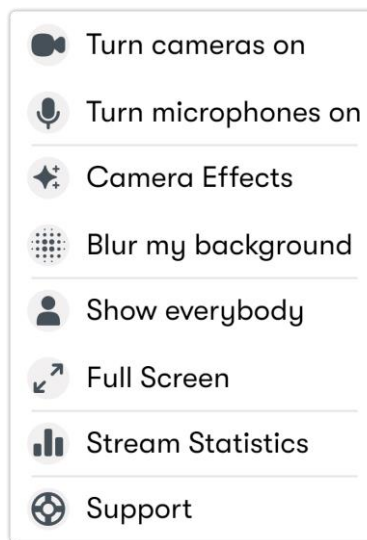 Turn cameras on
Turn microphones on
Camera Effects
Blur my background
Show everybody
Full Screen
Stream Statistics
Support